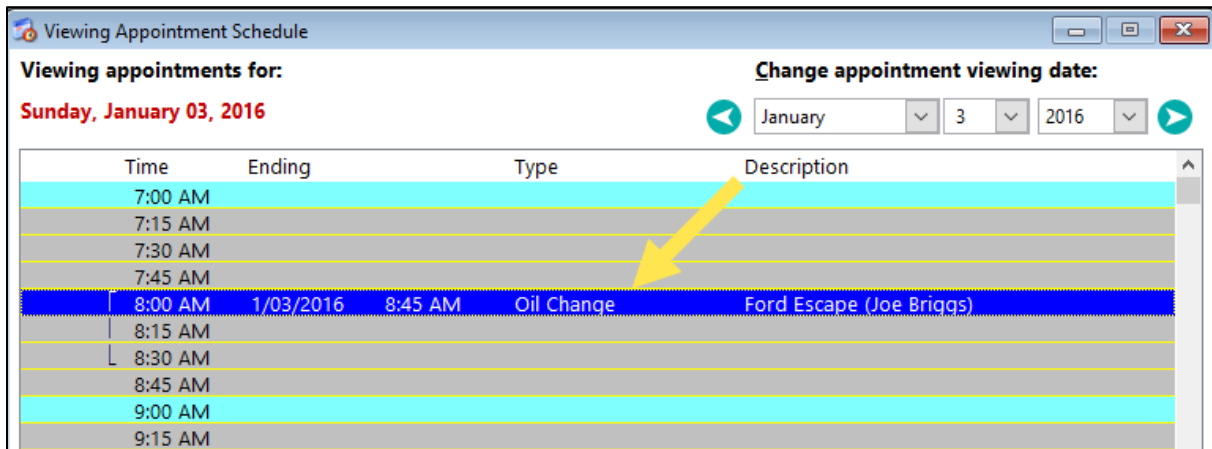 Viewing Appointment Schedule
Viewing appointments for:
Change appointment viewing date:
Sunday, January 03, 2016
January 3 2016
Time Ending Type Description
7:00 AM
7:15 AM
7:30 AM
7:45 AM
8:00 AM 1/03/2016 8:45 AM Oil Change Ford Escape (Joe Briggs)
8:15 AM
8:30 AM
8:45 AM
9:00 AM
9:15 AM